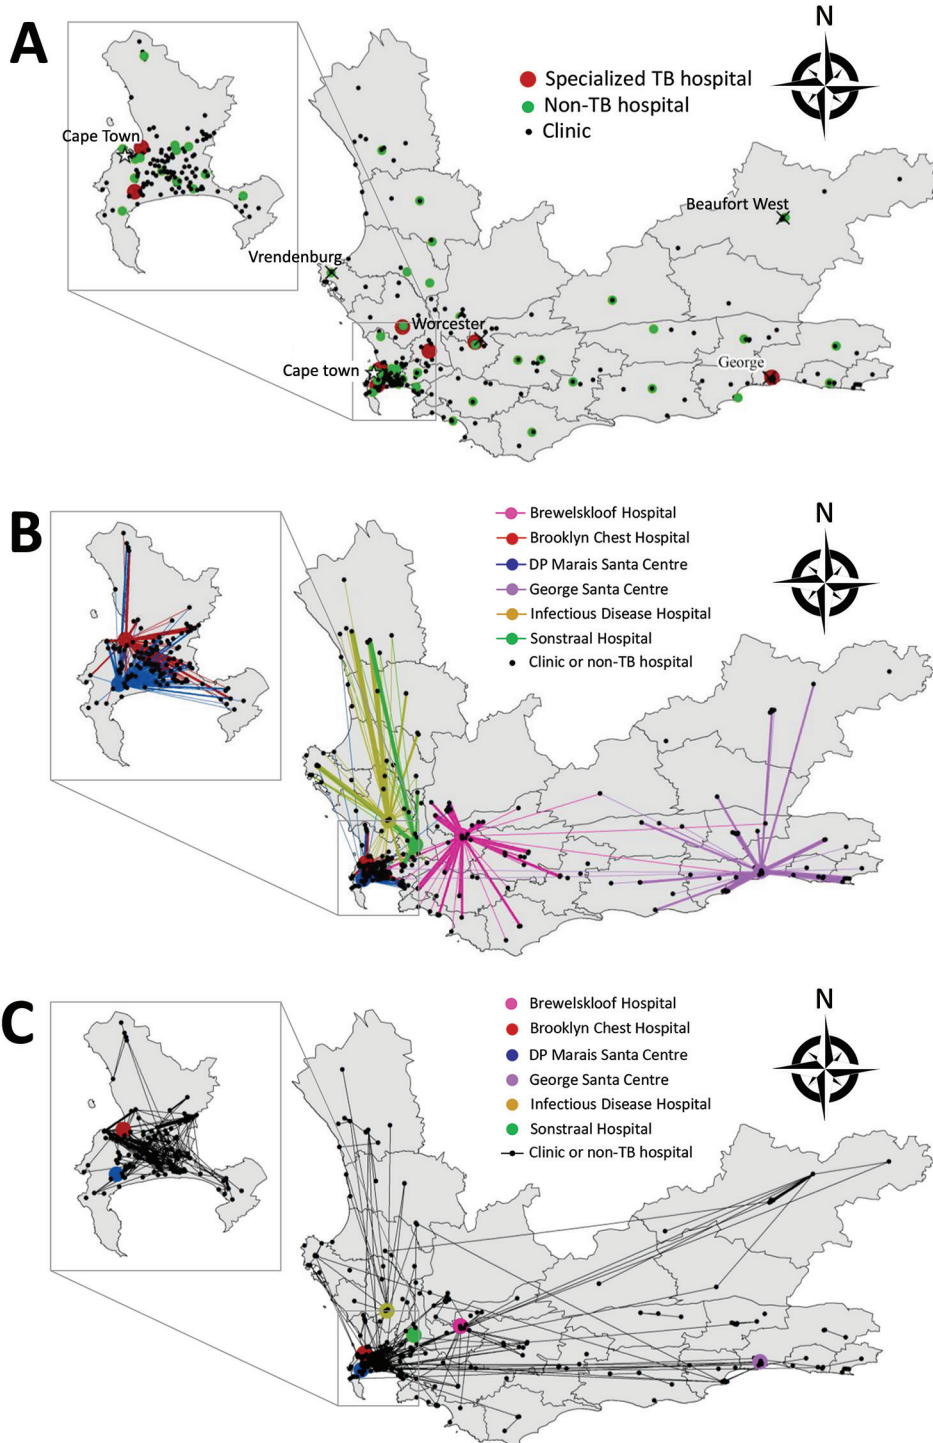 A
N
Specialized TB hospital
Non-TB hospital
Clinic
Cape Town
Beaufort West
Vrendenburg
Worcester
George
Cape town
B
N
Brewelskloof Hospital
Brooklyn Chest Hospital
DP Marais Santa Centre
George Santa Centre
Infectious Disease Hospital
Sonstraal Hospital
Clinic or non-TB hospital
C
N
Brewelskloof Hospital
Brooklyn Chest Hospital
DP Marais Santa Centre
George Santa Centre
Infectious Disease Hospital
Sonstraal Hospital
Clinic or non-TB hospital